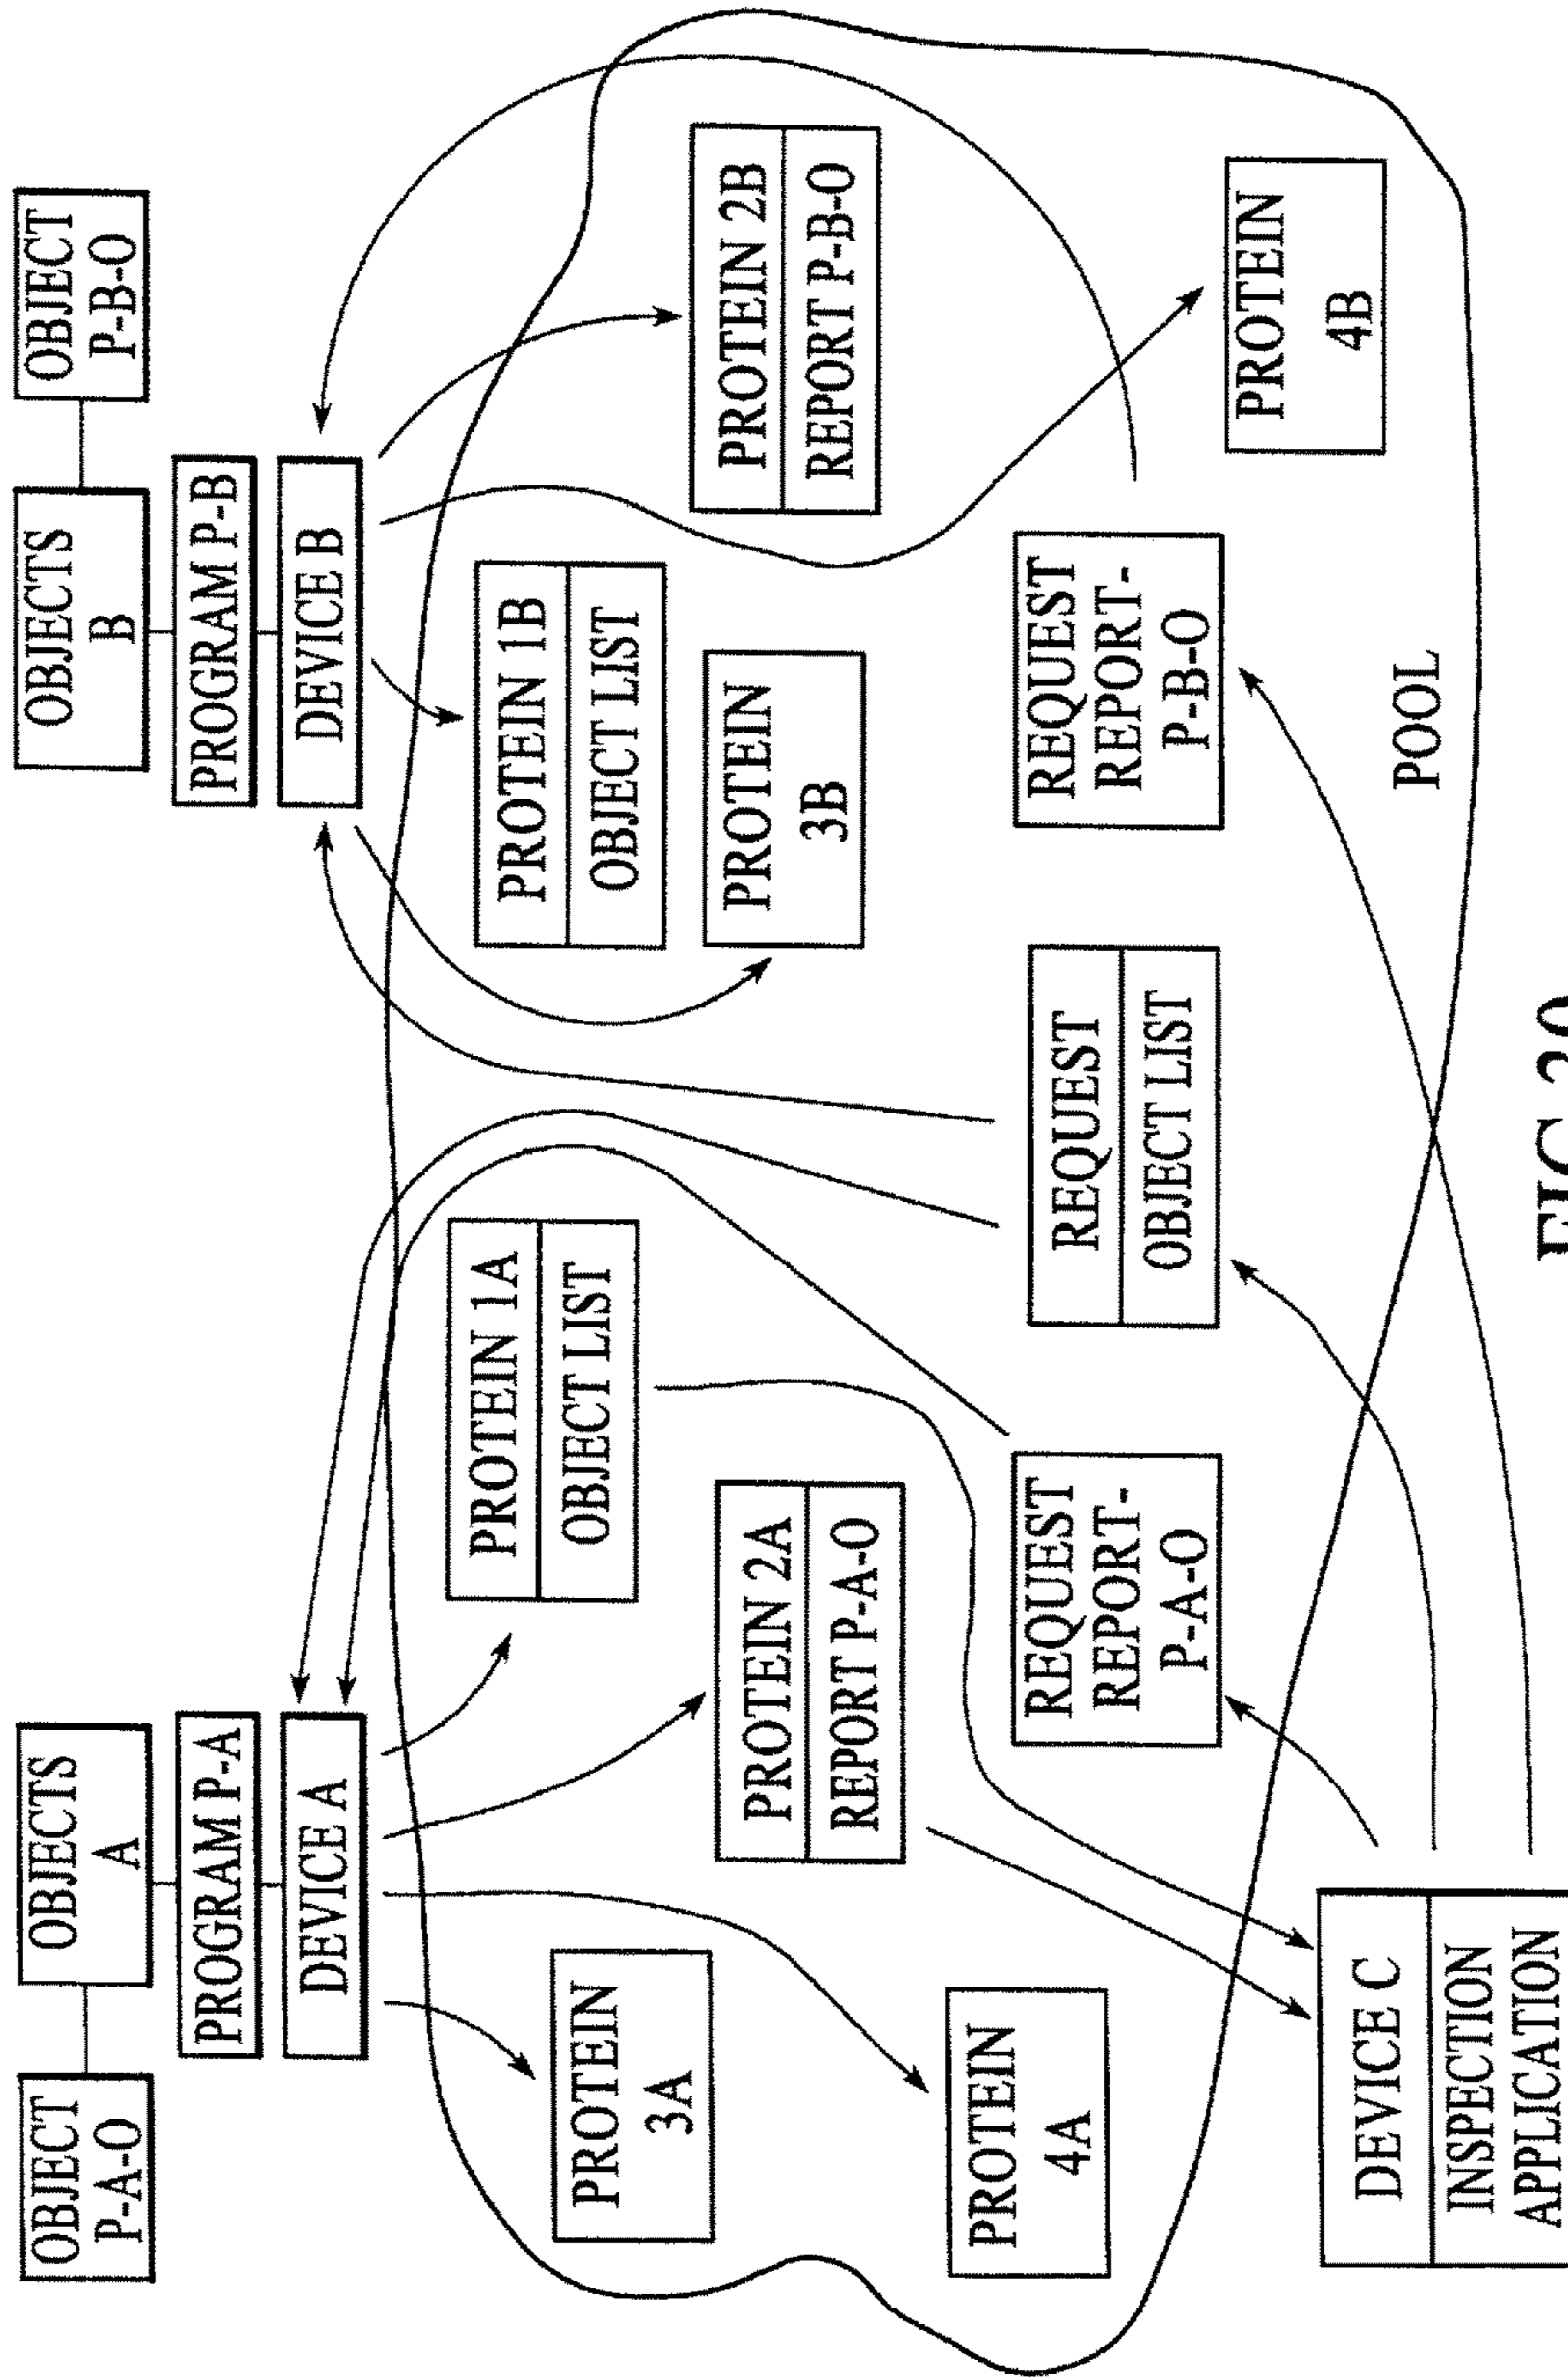 OBJECT
P-A-O
OBJECTS
A
OBJECTS
B
OBJECT
P-B-O
PROGRAM P-A
PROGRAM P-B
DEVICE A
DEVICE B
PROTEIN 1A
OBJECT LIST
PROTEIN 1B
OBJECT LIST
PROTEIN
3A
PROTEIN 2A
REPORT P-A-O
PROTEIN
3B
PROTEIN 2B
REPORT P-B-O
PROTEIN
4A
REQUEST
REPORT-
P-A-O
REQUEST
OBJECT LIST
REQUEST
REPORT-
P-B-O
PROTEIN
4B
DEVICE C
INSPECTION
APPLICATION
POOL
FIG